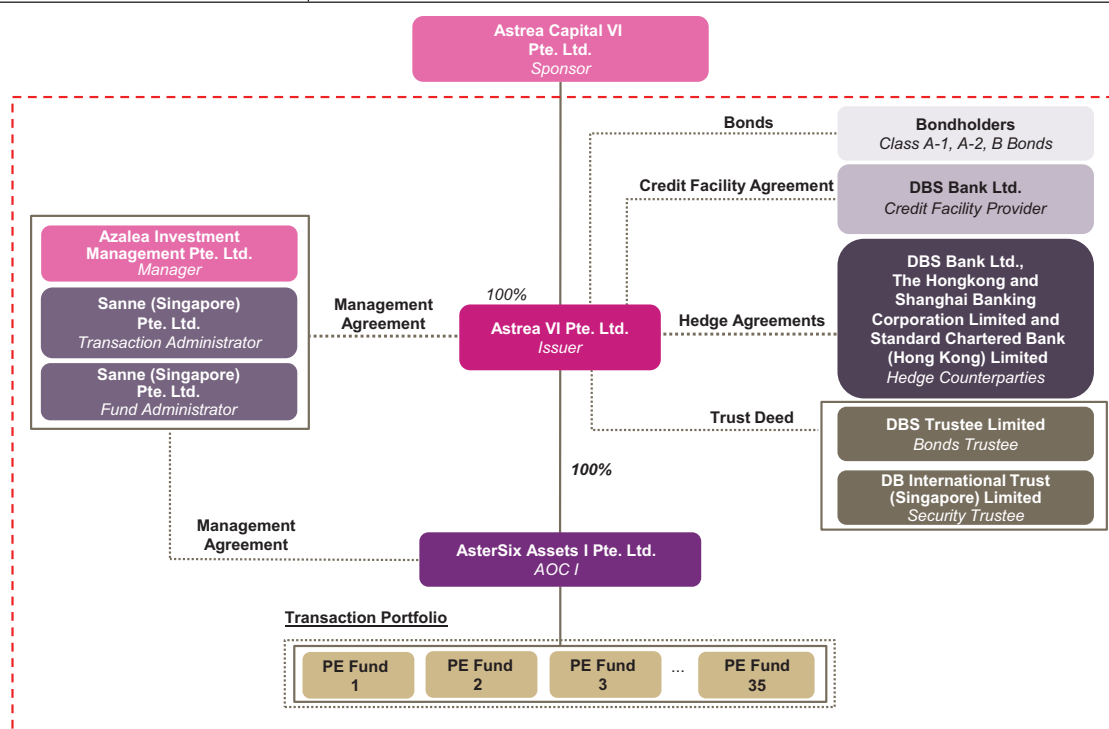 Astrea Capital VI
Pte. Ltd.
Sponsor
Bonds
Bondholders
Class A-1, A-2, B Bonds
Credit Facility Agreement
DBS Bank Ltd.
Credit Facility Provider
Azalea Investment
Management Pte. Ltd.
Manager
Sanne (Singapore)
Pte. Ltd.
Transaction Administrator
Sanne (Singapore)
Pte. Ltd.
Fund Administrator
Management
Agreement
100%
Astrea VI Pte. Ltd.
Issuer
Hedge Agreements
DBS Bank Ltd.,
The Hongkong and
Shanghai Banking
Corporation Limited and
Standard Chartered Bank
(Hong Kong) Limited
Hedge Counterparties
Trust Deed
DBS Trustee Limited
Bonds Trustee
DB International Trust
(Singapore) Limited
Security Trustee
100%
Management
Agreement
AsterSix Assets I Pte. Ltd.
AOC I
Transaction Portfolio
PE Fund
1
PE Fund
2
PE Fund
3
...
PE Fund
35